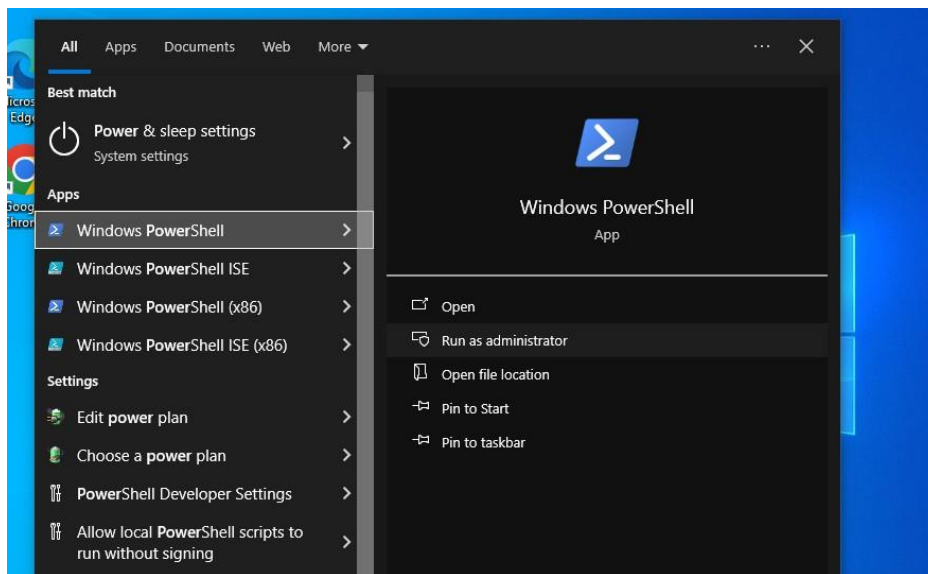 All Apps Documents Web More
Best match
Power & sleep settings
System settings
Apps
Windows PowerShell
Windows PowerShell ISE
Windows PowerShell (x86)
Windows PowerShell ISE (x86)
Settings
Edit power plan
Choose a power plan
PowerShell Developer Settings
Allow local PowerShell scripts to
run without signing
Windows PowerShell
App
Open
Run as administrator
Open file location
Pin to Start
Pin to taskbar